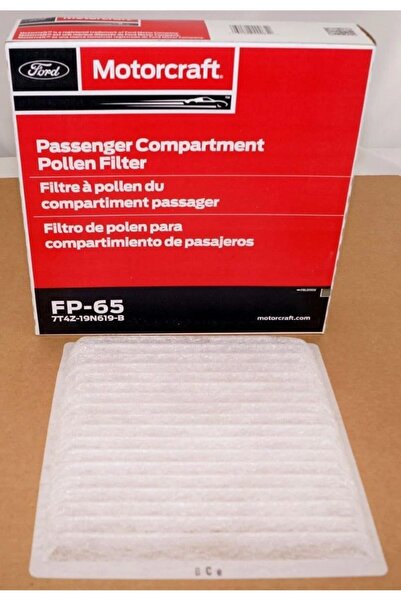 Ford
Motorcraft
Passenger Compartment
Pollen Filter
Filtre à pollen du
compartiment passager
Filtro de polen para
compartimiento de pasajeros
FP-65
7T4Z-19N619-B
motorcraft.com